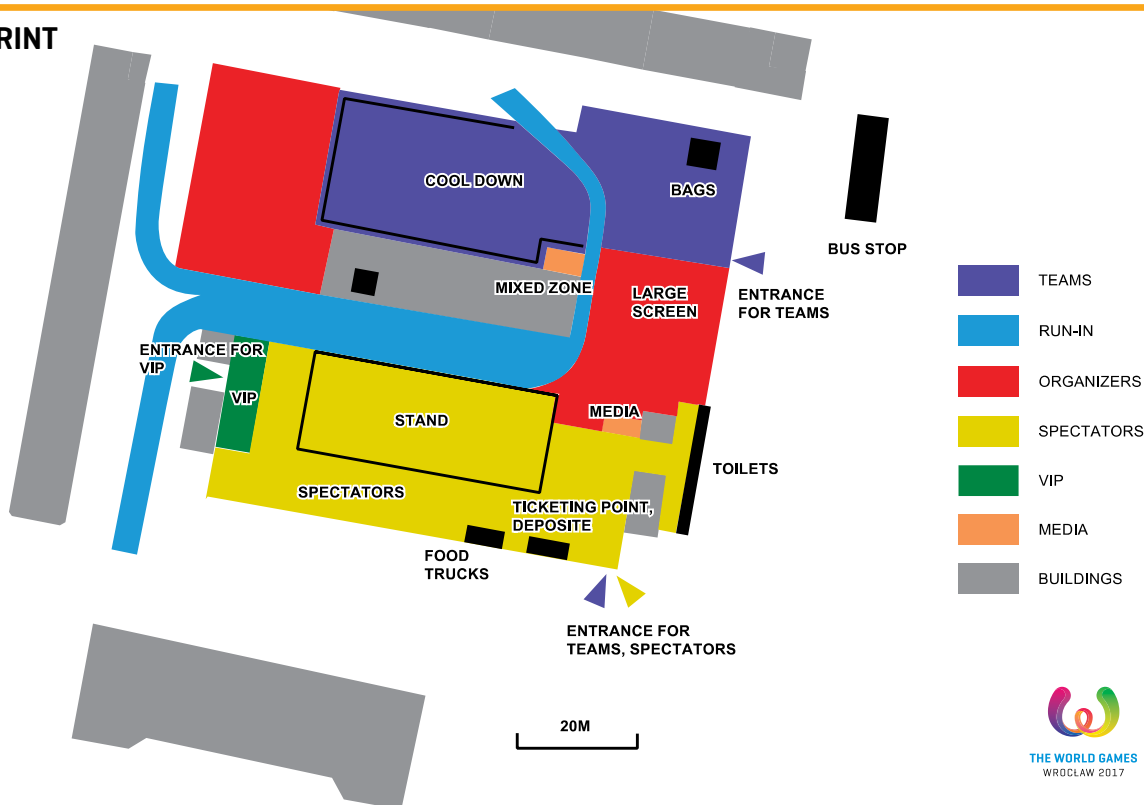 RINT
COOL DOWN
BAGS
BUS STOP
MIXED ZONE
LARGE
SCREEN
ENTRANCE
FOR TEAMS
ENTRANCE FOR
VIP
VIP
STAND
MEDIA
TOILETS
SPECTATORS
TICKETING POINT,
DEPOSITE
FOOD
TRUCKS
ENTRANCE FOR
TEAMS, SPECTATORS
20M
TEAMS
RUN-IN
ORGANIZERS
SPECTATORS
VIP
MEDIA
BUILDINGS
THE WORLD GAMES
WROCŁAW 2017